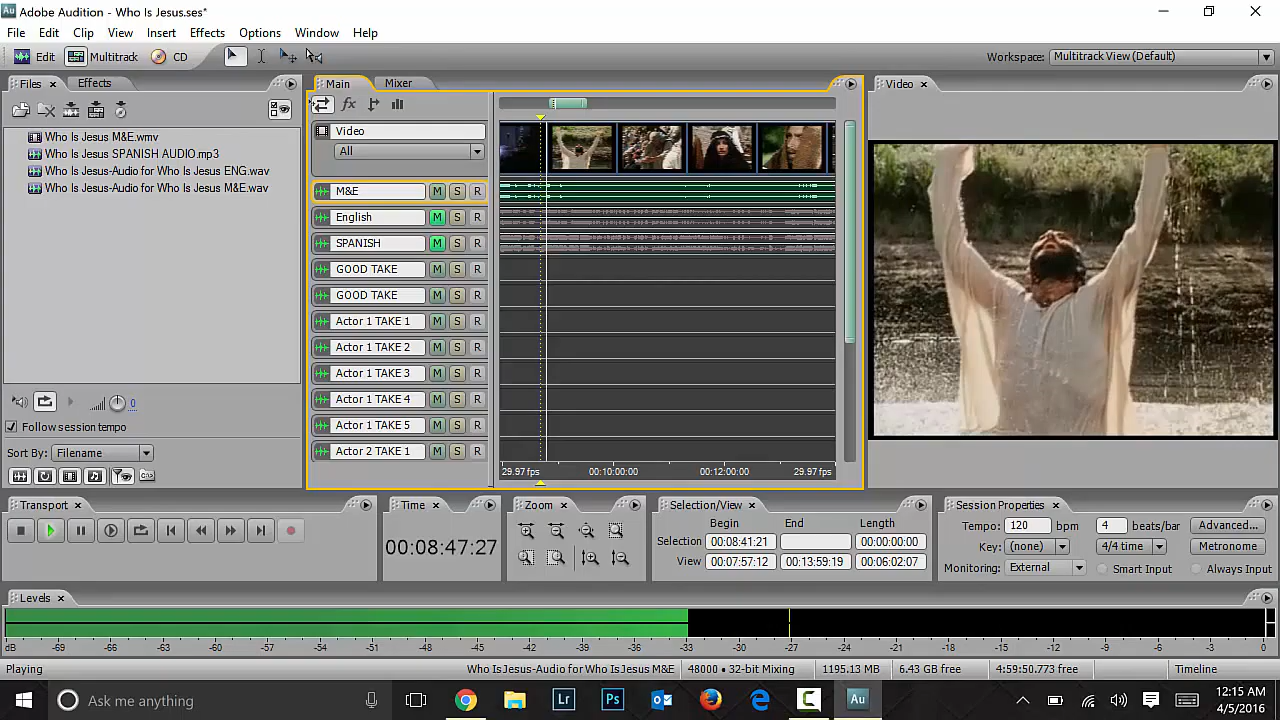 Au Adobe Audition - Who Is Jesus.ses*
File Edit Clip View Insert Effects Options Window Help
Edit Multitrack CD Workspace: Multitrack View (Default)
Files Effects Main Mixer Video
fx
Who Is Jesus M&E.wmv
Who Is Jesus SPANISH AUDIO.mp3
Who Is Jesus-Audio for Who Is Jesus ENG.wav
Who Is Jesus-Audio for Who Is Jesus M&E.wav
Video
All
M&E M S R
English M S R
SPANISH M S R
GOOD TAKE M S R
GOOD TAKE M S R
Actor 1 TAKE 1 M S R
Actor 1 TAKE 2 M S R
Actor 1 TAKE 3 M S R
Actor 1 TAKE 4 M S R
Actor 1 TAKE 5 M S R
Actor 2 TAKE 1 M S R
29.97 fps 00:10:00:00 00:12:00:00 29.97 fps
0
Follow session tempo
Sort By: Filename
Transport Time Zoom Selection/View Session Properties
00:08:47:27
Begin End Length
Selection 00:08:41:21 00:00:00:00
View 00:07:57:12 00:13:59:19 00:06:02:07
Tempo: 120 bpm 4 beats/bar Advanced...
Key: (none) 4/4 time Metronome
Monitoring: External Smart Input Always Input
Levels
dB -69 -66 -63 -60 -57 -54 -51 -48 -45 -42 -39 -36 -33 -30 -27 -24 -21 -18 -15 -12 -9 -6 -3 0
Playing Who Is Jesus-Audio for Who Is Jesus M&E 48000 • 32-bit Mixing 1195.13 MB 6.43 GB free 4:59:50.773 free Timeline
Ask me anything Lr Ps Au 12:15 AM
4/5/2016